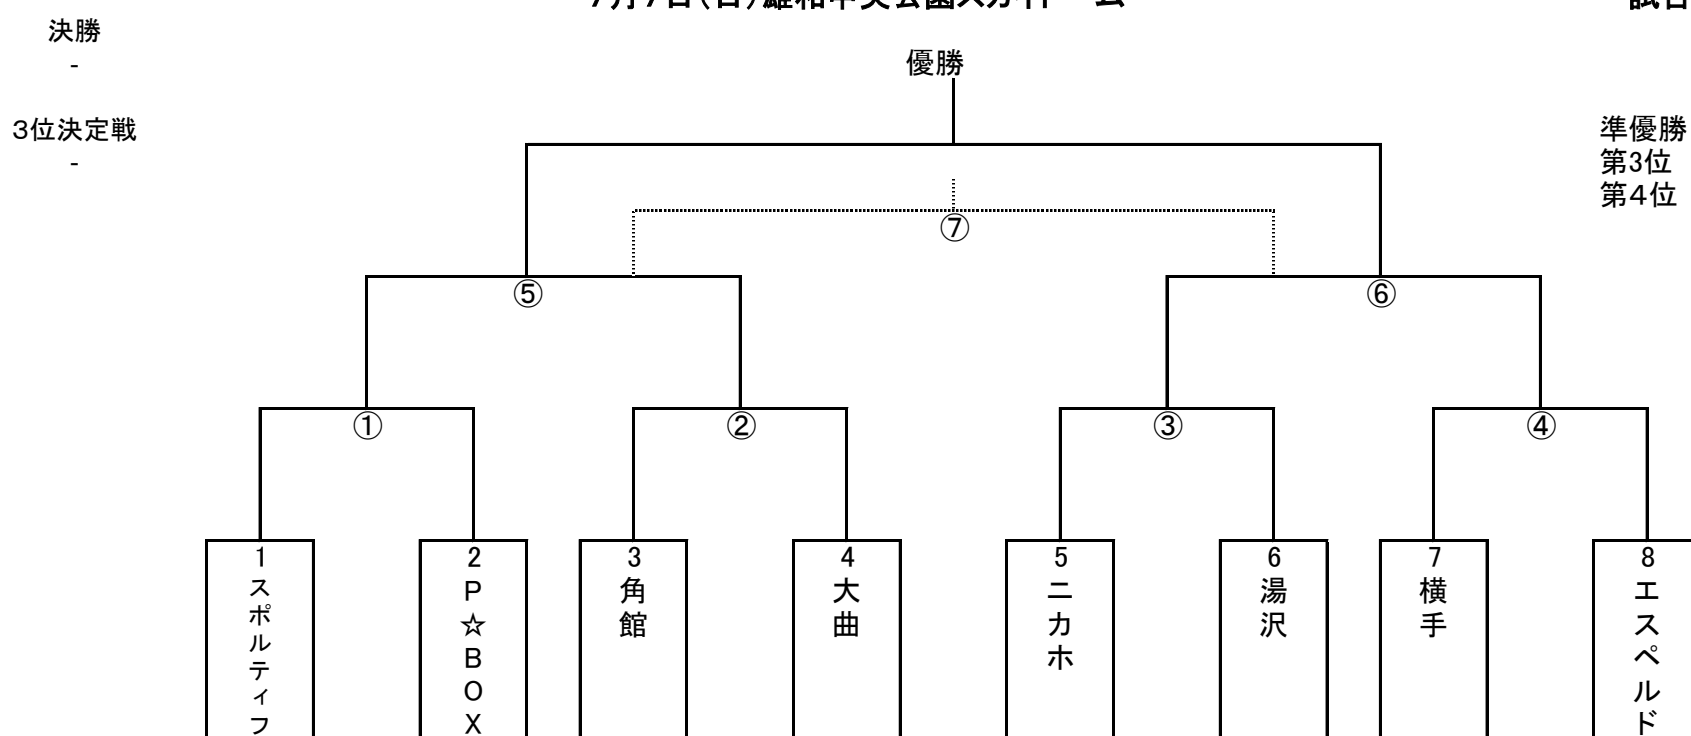 決勝
-
優勝
3位決定戦
-
準優勝
第3位
第4位
⑦
⑤
⑥
①
②
③
④
1
スポルティフ
2
P☆BOX
3
角館
4
大曲
5
ニカホ
6
湯沢
7
横手
8
エスペルド